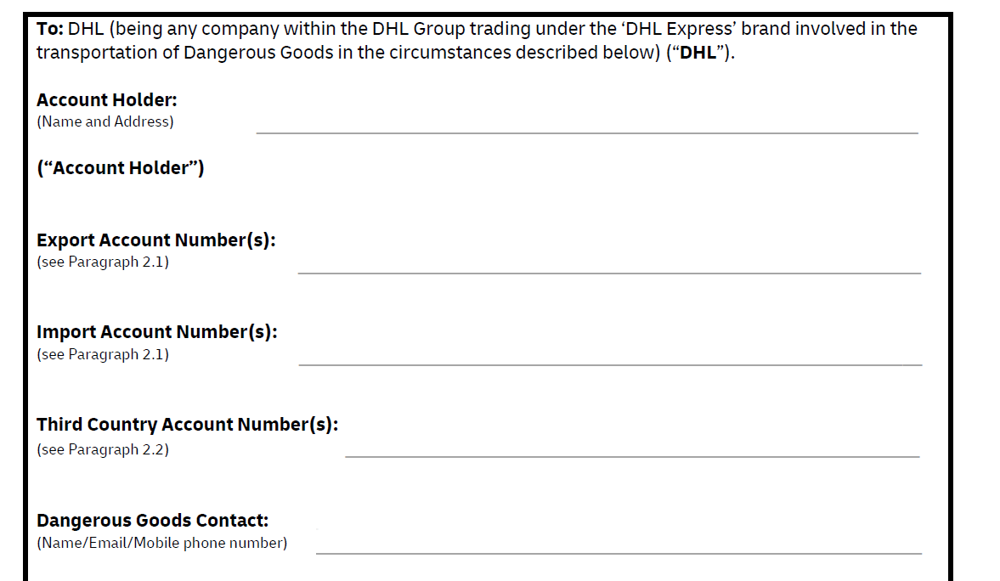 To: DHL (being any company within the DHL Group trading under the ‘DHL Express’ brand involved in the
transportation of Dangerous Goods in the circumstances described below) (“DHL”).
Account Holder:
(Name and Address)
(“Account Holder”)
Export Account Number(s):
(see Paragraph 2.1)
Import Account Number(s):
(see Paragraph 2.1)
Third Country Account Number(s):
(see Paragraph 2.2)
Dangerous Goods Contact:
(Name/Email/Mobile phone number)